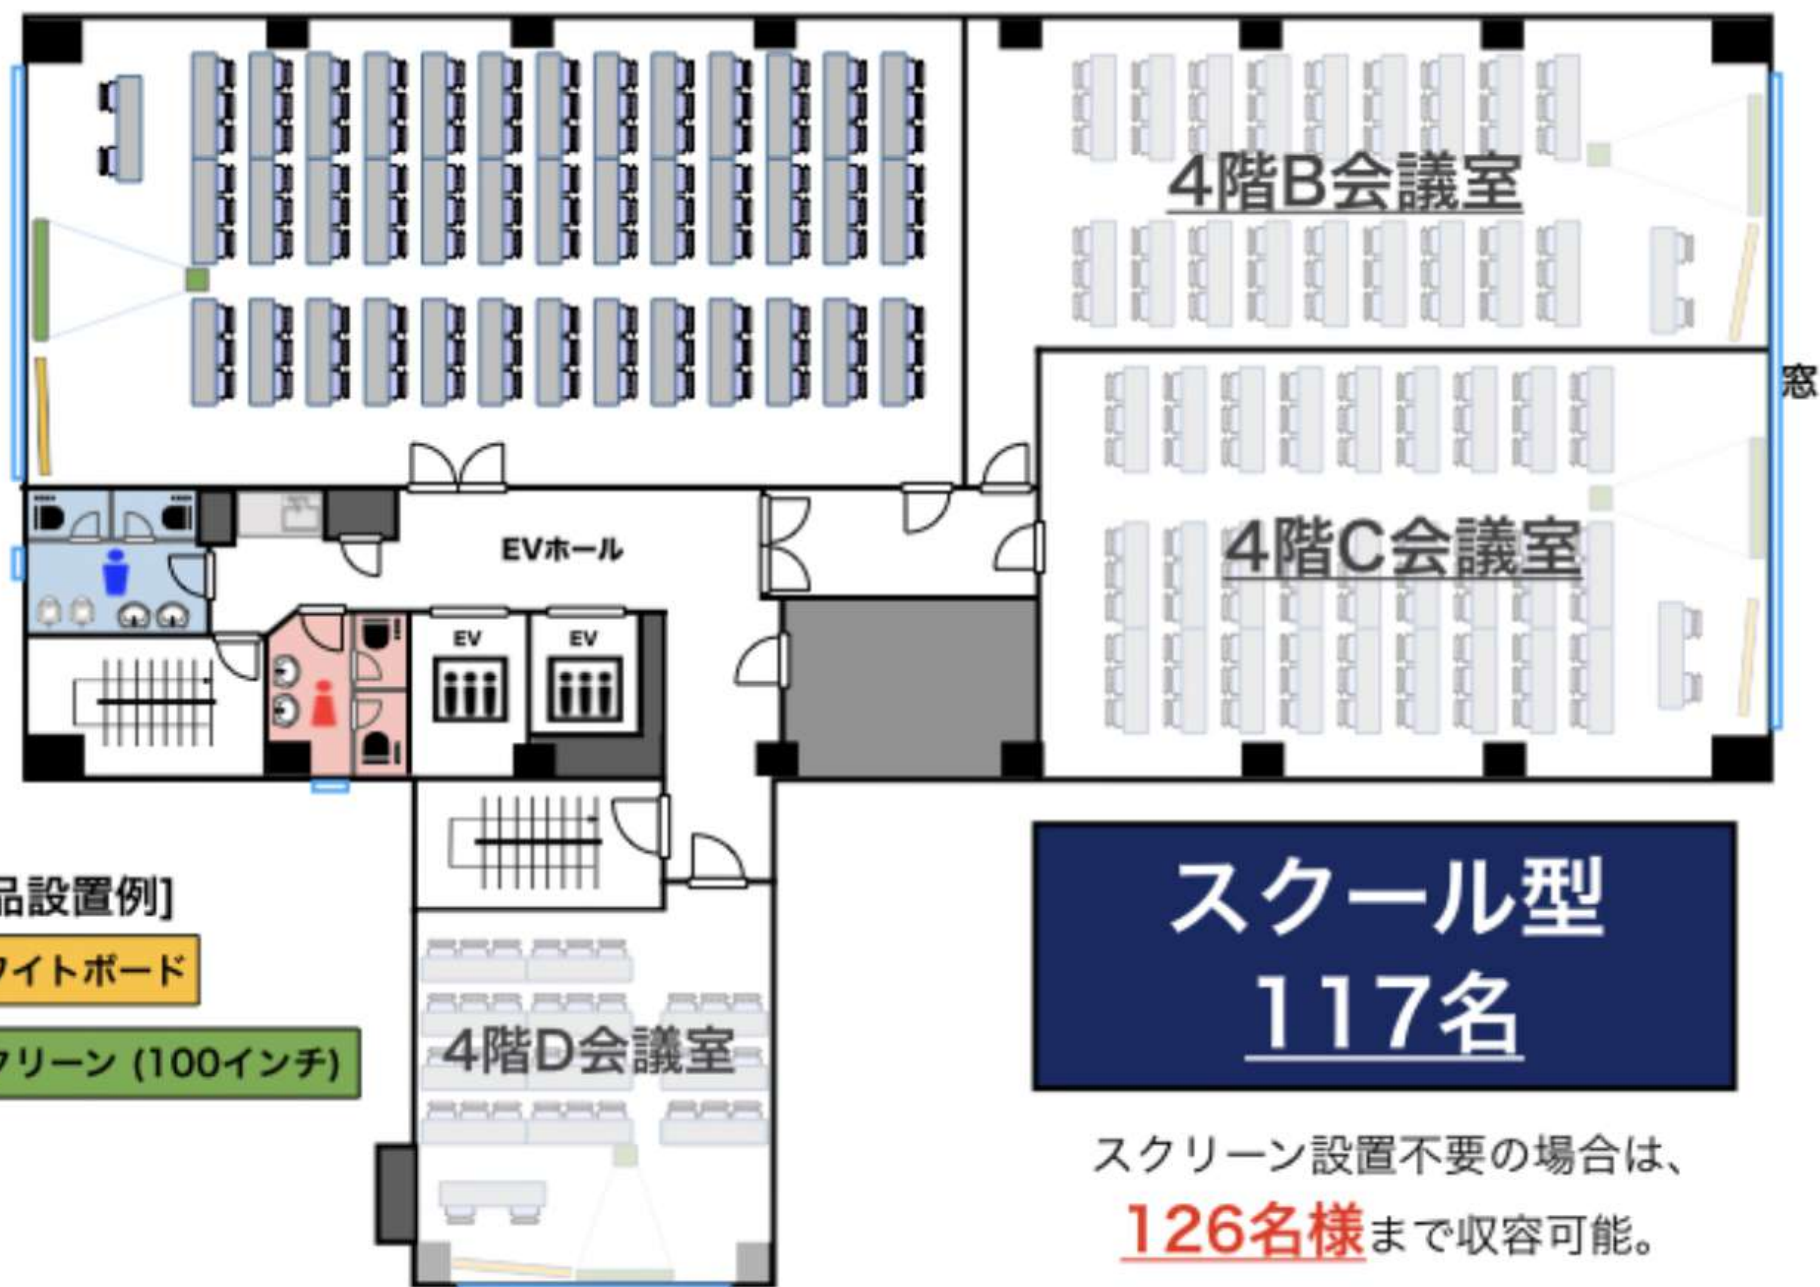 4階B会議室
窓
4階C会議室
EVホール
EV
EV
品設置例]
ワイトボード
クリーン (100インチ)
4階D会議室
スクール型
117名
スクリーン設置不要の場合は、
126名様まで収容可能。